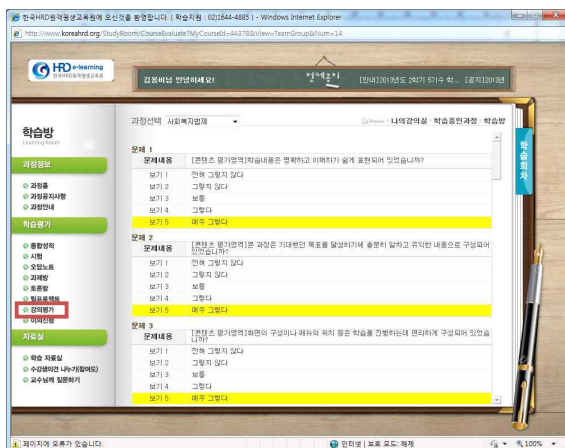 한국HRD원격평생교육원에 오신것을 환영합니다. ( 학습지원 : 02)1644-4885 ) - Windows Internet Explorer
http://www.koreahrd.org/StudyRoom/CourseEvaluate?MyCourseId=44378&View=TeamGroup&Num=14
HRD e-learning
한국HRD원격평생교육원
김용비님 안녕하세요!
전체공지
[안내]2013년도 2학기 5기수 학... [공지]2013년
학습방
Learning Room
과정선택 사회복지법제
Home > 나의강의실 > 학습중인과정 > 학습방
학습회차
과정정보
과정홈
과정공지사항
과정안내
학습평가
종합성적
시험
오답노트
과제방
토론방
팀프로젝트
강의평가
이의신청
자료실
학습 자료실
수강생의견 나누기(참여도)
교수님께 질문하기
문제 1
문제내용 [콘텐츠 평가영역]학습내용은 명확하고 이해하기 쉽게 표현되어 있었습니까?
보기 1 전혀 그렇지 않다
보기 2 그렇지 않다
보기 3 보통
보기 4 그렇다
보기 5 매우 그렇다
문제 2
문제내용 [콘텐츠 평가영역]본 과정은 기대했던 목표를 달성하기에 충분히 알차고 유익한 내용으로 구성되어
있었습니까?
보기 1 전혀 그렇지 않다
보기 2 그렇지 않다
보기 3 보통
보기 4 그렇다
보기 5 매우 그렇다
문제 3
문제내용 [콘텐츠 평가영역]화면의 구성이나 메뉴의 위치 등은 학습을 진행하는데 편리하게 구성되어 있었습
니까?
보기 1 전혀 그렇지 않다
보기 2 그렇지 않다
보기 3 보통
보기 4 그렇다
보기 5 매우 그렇다
페이지에 오류가 있습니다.
인터넷 | 보호 모드: 해제
100%